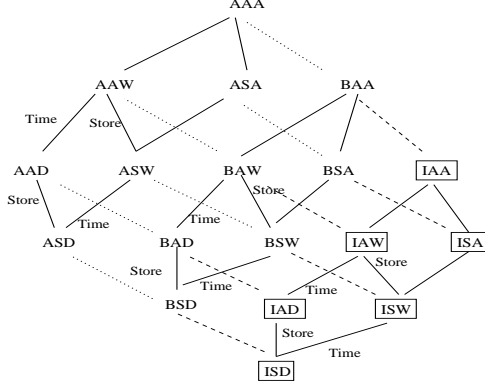 AAA
AAW ASA BAA
Time Store
AAD ASW BAW BSA IAA
Store Time Time Store
ASD BAD BSW IAW ISA
Store Time Time Store
BSD IAD ISW
Store Time
ISD